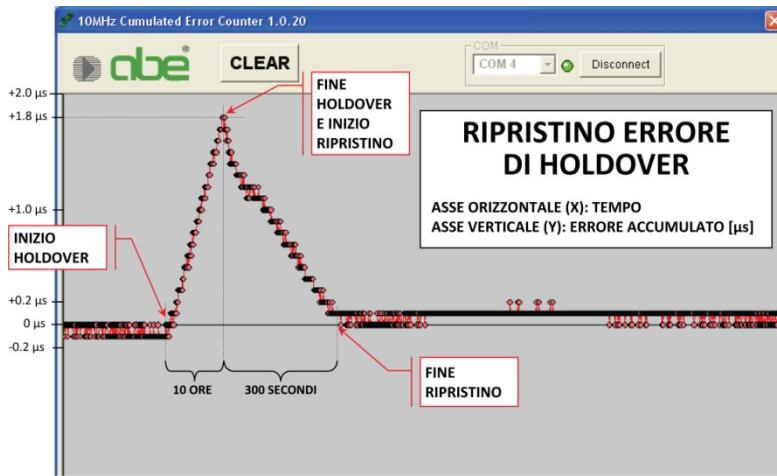 10MHz Cumulated Error Counter 1.0.20
abe®
CLEAR
COM
COM 4
Disconnect
+2.0 µs
+1.8 µs
+1.0 µs
+0.2 µs
0 µs
-0.2 µs
FINE
HOLDOVER
E INIZIO
RIPRISTINO
RIPRISTINO ERRORE
DI HOLDOVER
ASSE ORIZZONTALE (X): TEMPO
ASSE VERTICALE (Y): ERRORE ACCUMULATO [µs]
INIZIO
HOLDOVER
10 ORE
300 SECONDI
FINE
RIPRISTINO